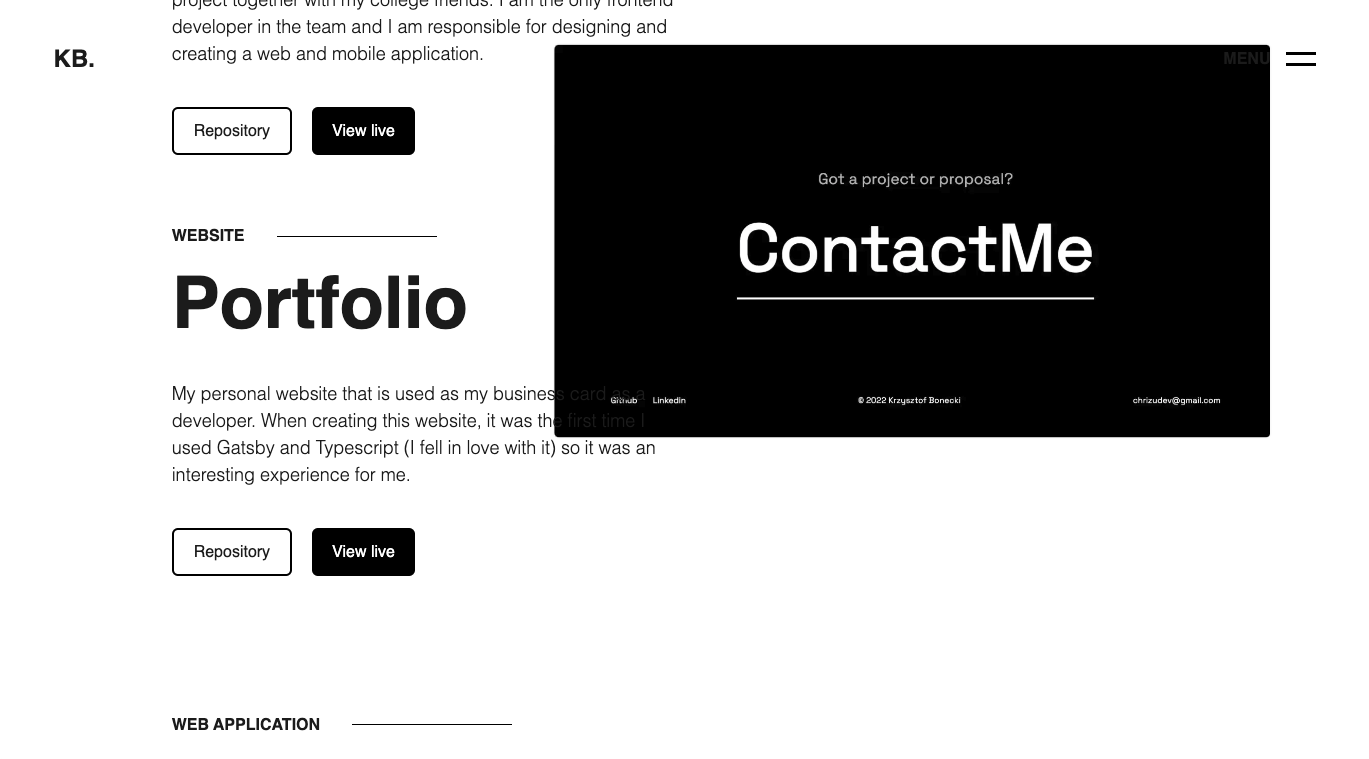 project together with my college friends. I am the only frontend
developer in the team and I am responsible for designing and
creating a web and mobile application.
KB.
MENU
Repository
View live
WEBSITE
Portfolio
My personal website that is used as my business card as a
developer. When creating this website, it was the first time I
used Gatsby and Typescript (I fell in love with it) so it was an
interesting experience for me.
Repository
View live
Got a project or proposal?
ContactMe
Github LinkedIn © 2022 Krzysztof Bonecki chrizudev@gmail.com
WEB APPLICATION